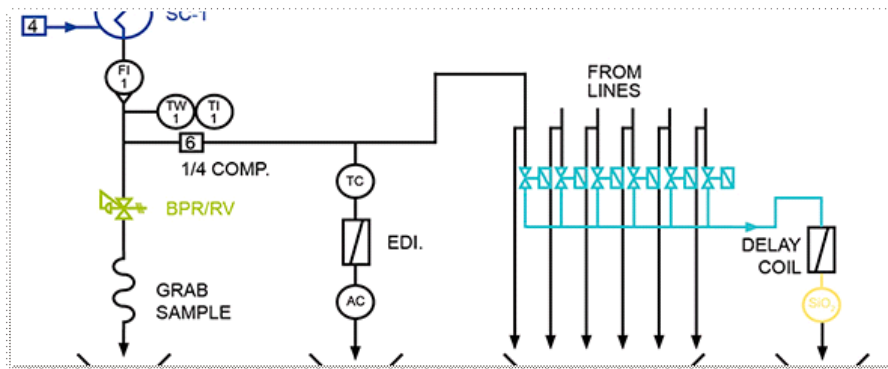 4
SC-1
FI
1
TW
1
TI
1
6
1/4 COMP.
FROM
LINES
TC
BPR/RV
EDI.
DELAY
COIL
GRAB
SAMPLE
AC
SiO2